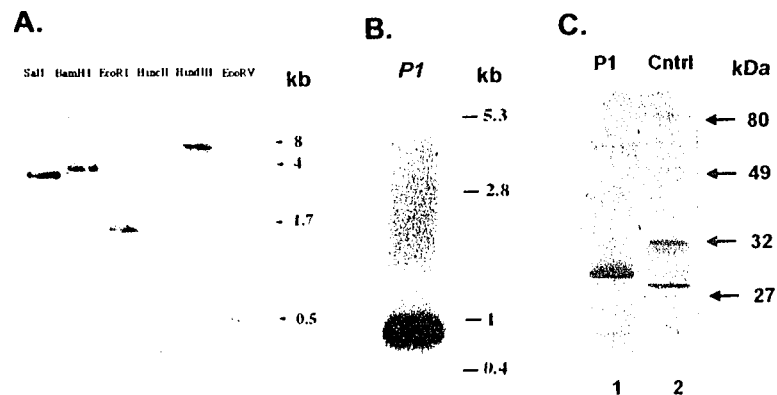 A.
SalI BamHI EcoRI HincII HindIII EcoRV kb
8
4
1.7
0.5
B.
P1 kb
5.3
2.8
1
0.4
C.
P1 Cntrl kDa
80
49
32
27
1 2